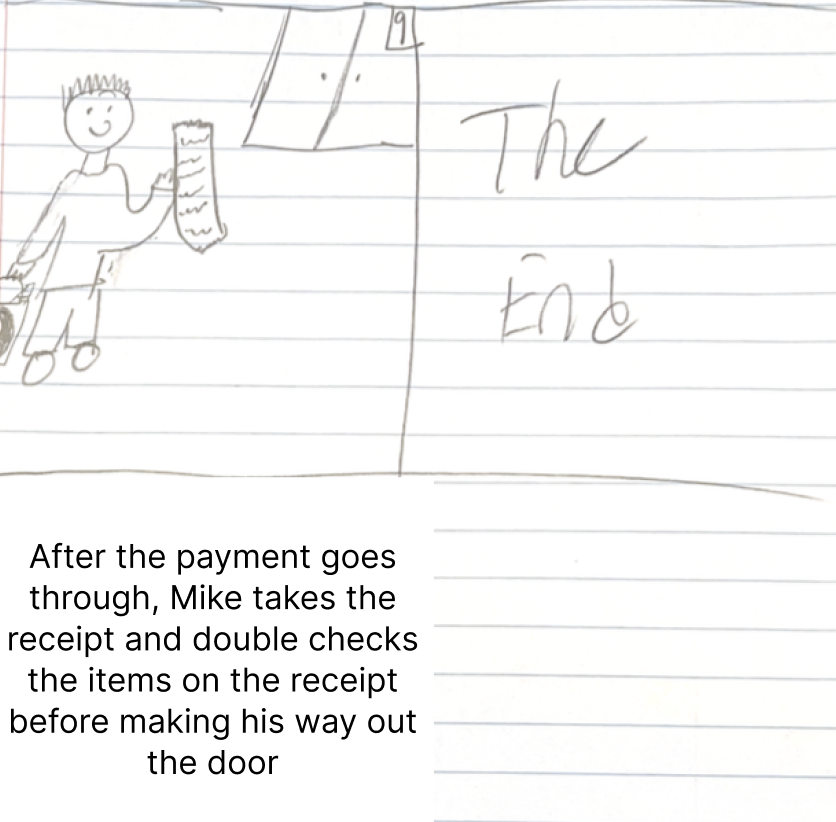 9
The
End
After the payment goes
through, Mike takes the
receipt and double checks
the items on the receipt
before making his way out
the door